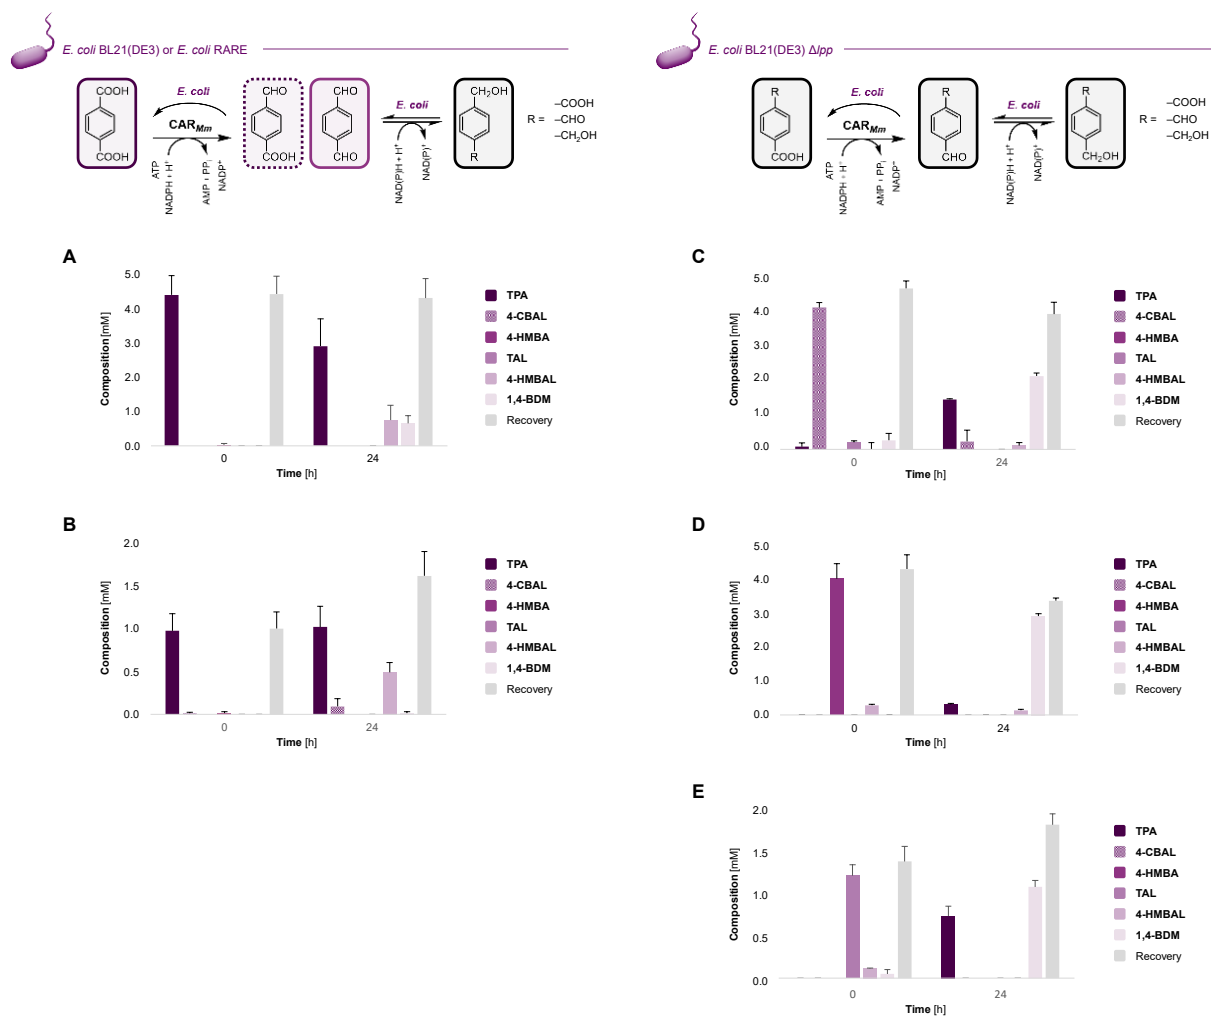 E. coli BL21(DE3) or E. coli RARE
COOH
COOH
E. coli
CAR_Mm
ATP
NADPH + H⁺
AMP + PPᵢ
NADP⁺
CHO
COOH
CHO
CHO
E. coli
NAD(P)H + H⁺
NAD(P)⁺
CH₂OH
R
R =
–COOH
–CHO
–CH₂OH
E. coli BL21(DE3) Δlpp
R
COOH
E. coli
CAR_Mm
ATP
NADPH + H⁺
AMP + PPᵢ
NADP⁺
R
CHO
E. coli
NAD(P)H + H⁺
NAD(P)⁺
R
CH₂OH
R =
–COOH
–CHO
–CH₂OH
A
Composition [mM]
5.0
4.0
3.0
2.0
1.0
0.0
0
24
Time [h]
TPA
4-CBAL
4-HMBA
TAL
4-HMBAL
1,4-BDM
Recovery
C
Composition [mM]
5.0
4.0
3.0
2.0
1.0
0.0
0
24
Time [h]
TPA
4-CBAL
4-HMBA
TAL
4-HMBAL
1,4-BDM
Recovery
B
Composition [mM]
2.0
1.5
1.0
0.5
0.0
0
24
Time [h]
TPA
4-CBAL
4-HMBA
TAL
4-HMBAL
1,4-BDM
Recovery
D
Composition [mM]
5.0
4.0
3.0
2.0
1.0
0.0
0
24
Time [h]
TPA
4-CBAL
4-HMBA
TAL
4-HMBAL
1,4-BDM
Recovery
E
Composition [mM]
2.0
1.5
1.0
0.5
0.0
0
24
Time [h]
TPA
4-CBAL
4-HMBA
TAL
4-HMBAL
1,4-BDM
Recovery